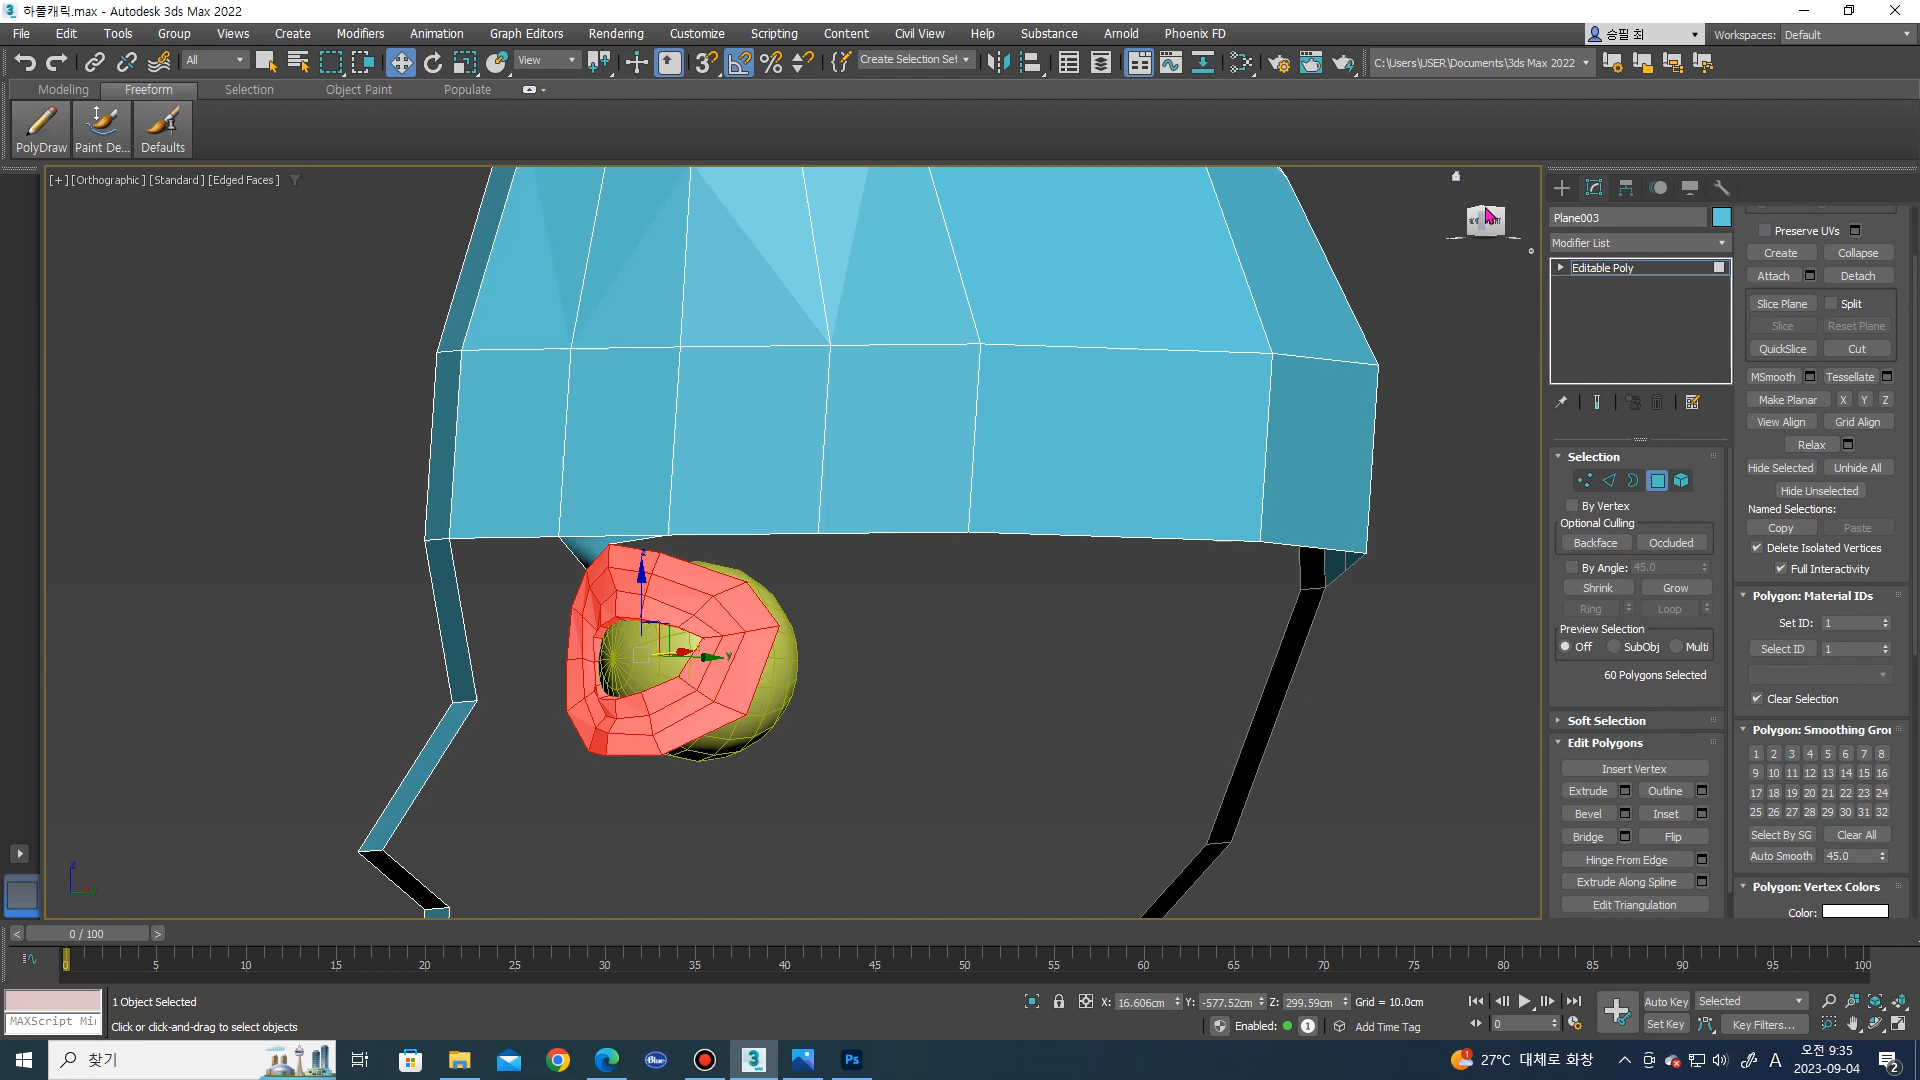 하폴캐릭.max - Autodesk 3ds Max 2022
File Edit Tools Group Views Create Modifiers Animation Graph Editors Rendering Customize Scripting Content Civil View Help Substance Arnold Phoenix FD
승필 최 Workspaces: Default
All View Create Selection Set C:\Users\USER\Documents\3ds Max 2022
Modeling Freeform Selection Object Paint Populate
PolyDraw Paint De... Defaults
[+] [Orthographic] [Standard] [Edged Faces]
Plane003
Modifier List
Editable Poly
Preserve UVs
Create Collapse
Attach Detach
Slice Plane Split
Slice Reset Plane
QuickSlice Cut
MSmooth Tessellate
Make Planar X Y Z
View Align Grid Align
Relax
Hide Selected Unhide All
Hide Unselected
Named Selections:
Copy Paste
Delete Isolated Vertices
Full Interactivity
Selection
By Vertex
Optional Culling
Backface Occluded
By Angle: 45.0
Shrink Grow
Ring Loop
Preview Selection
Off SubObj Multi
60 Polygons Selected
Soft Selection
Edit Polygons
Insert Vertex
Extrude Outline
Bevel Inset
Bridge Flip
Hinge From Edge
Extrude Along Spline
Edit Triangulation
Polygon: Material IDs
Set ID: 1
Select ID 1
Clear Selection
Polygon: Smoothing Grou
1 2 3 4 5 6 7 8
9 10 11 12 13 14 15 16
17 18 19 20 21 22 23 24
25 26 27 28 29 30 31 32
Select By SG Clear All
Auto Smooth 45.0
Polygon: Vertex Colors
Color:
z
y
z
0 / 100
0 5 10 15 20 25 30 35 40 45 50 55 60 65 70 75 80 85 90 95 100
1 Object Selected
X: 16.606cm Y: -577.52cm Z: 299.59cm Grid = 10.0cm
Auto Key Selected
MAXScript Mi
Click or click-and-drag to select objects
Enabled: 1 Add Time Tag
0 Set Key Key Filters...
찾기
Ps
27°C 대체로 화창
A
오전 9:35
2023-09-04
2